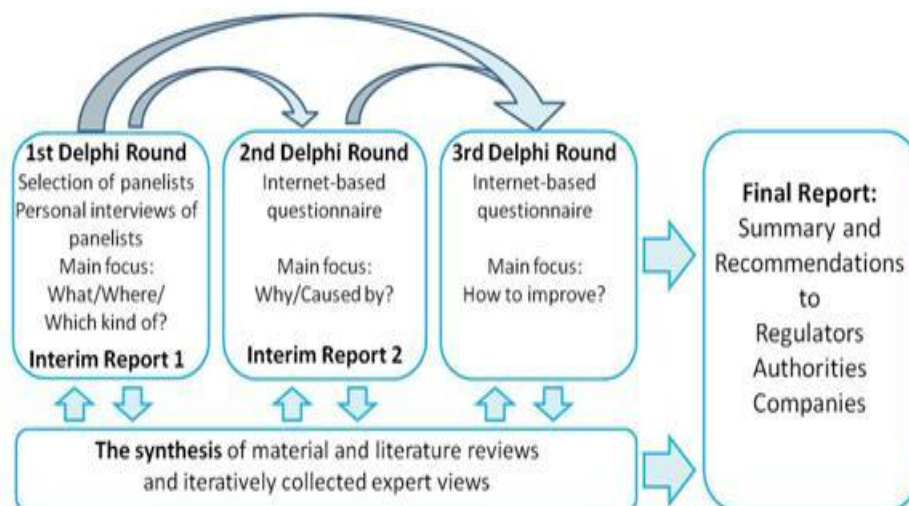 1st Delphi Round
Selection of panelists
Personal interviews of
panelists
Main focus:
What/Where/
Which kind of?
Interim Report 1
2nd Delphi Round
Internet-based
questionnaire
Main focus:
Why/Caused by?
Interim Report 2
3rd Delphi Round
Internet-based
questionnaire
Main focus:
How to improve?
Final Report:
Summary and
Recommendations
to
Regulators
Authorities
Companies
The synthesis of material and literature reviews
and iteratively collected expert views